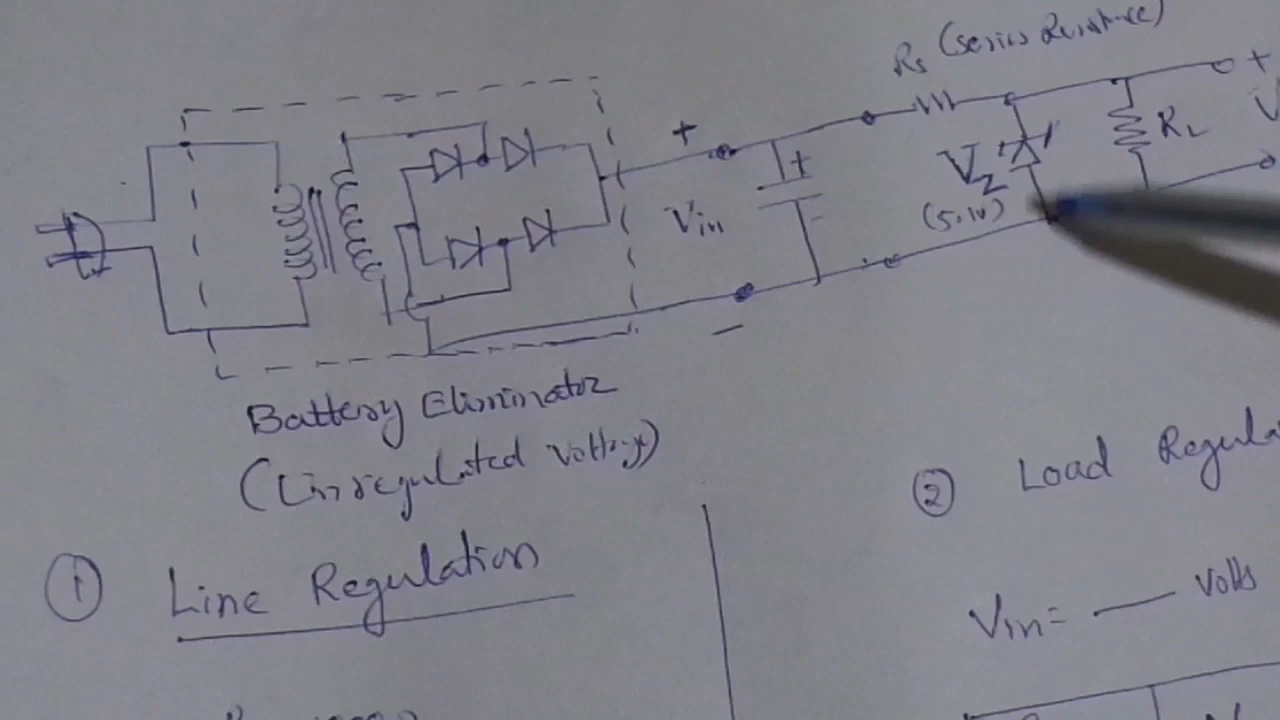 Rs (Series Resistance)
+
+
+
RL
V
Vz
(5.1V)
Vin
-
-
Battery Eliminator
(Unregulated Voltage)
② Load Regula
① Line Regulation
Vin= — Volts